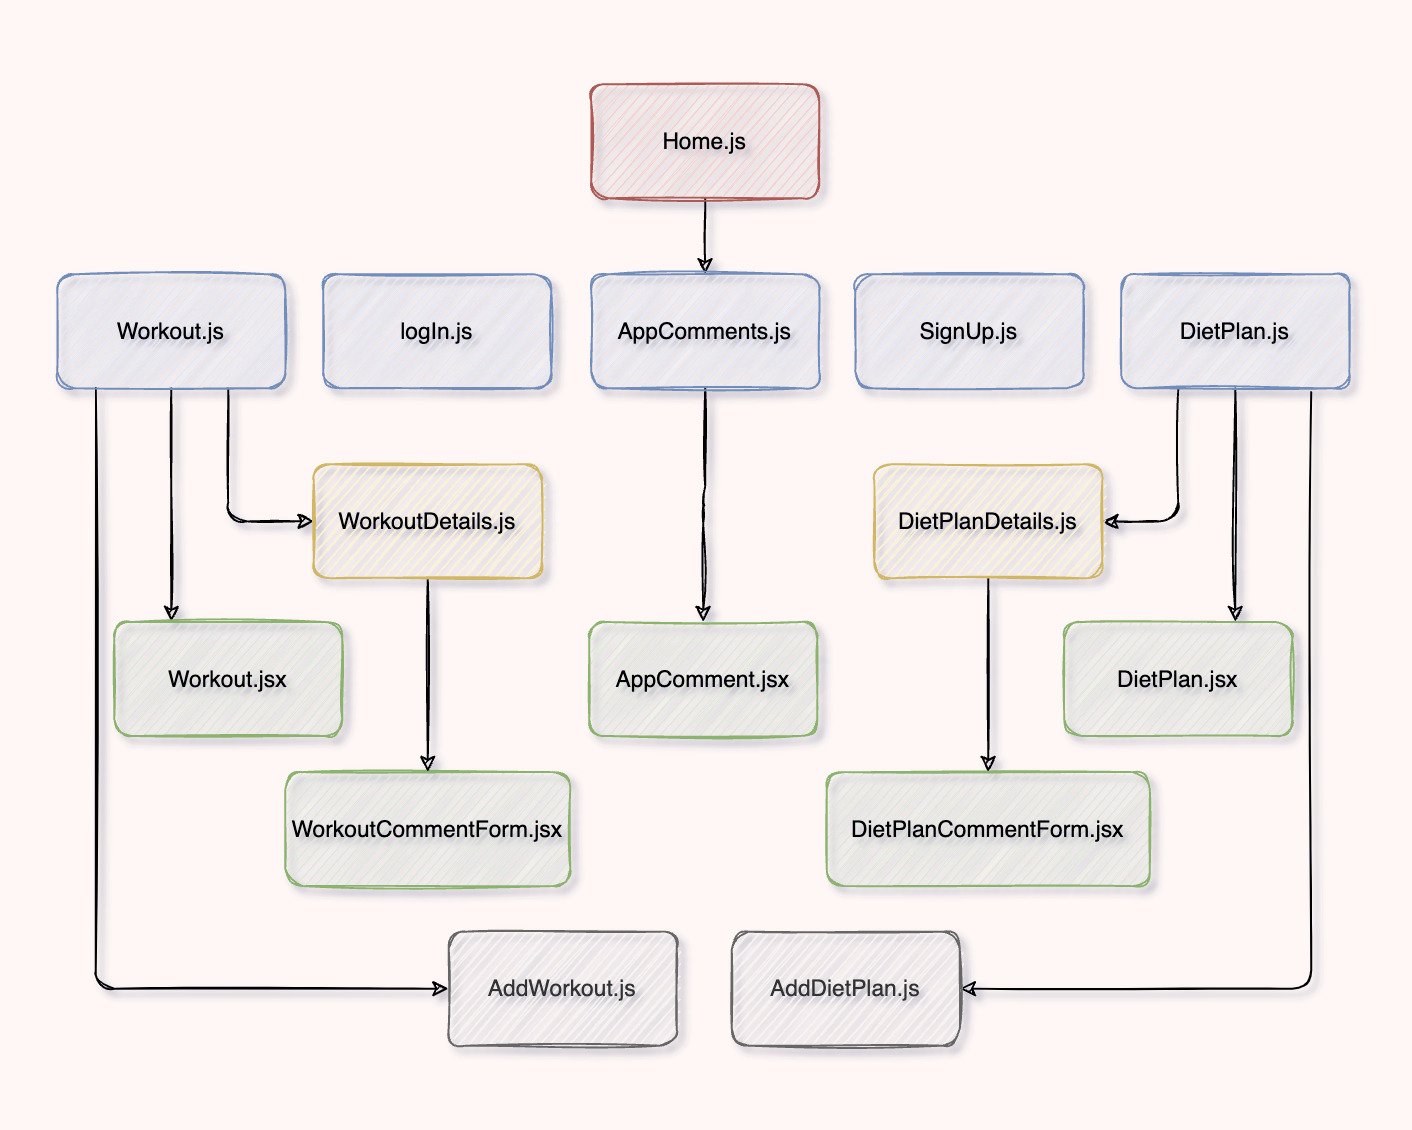 Home.js
Workout.js
logIn.js
AppComments.js
SignUp.js
DietPlan.js
WorkoutDetails.js
DietPlanDetails.js
Workout.jsx
AppComment.jsx
DietPlan.jsx
WorkoutCommentForm.jsx
DietPlanCommentForm.jsx
AddWorkout.js
AddDietPlan.js